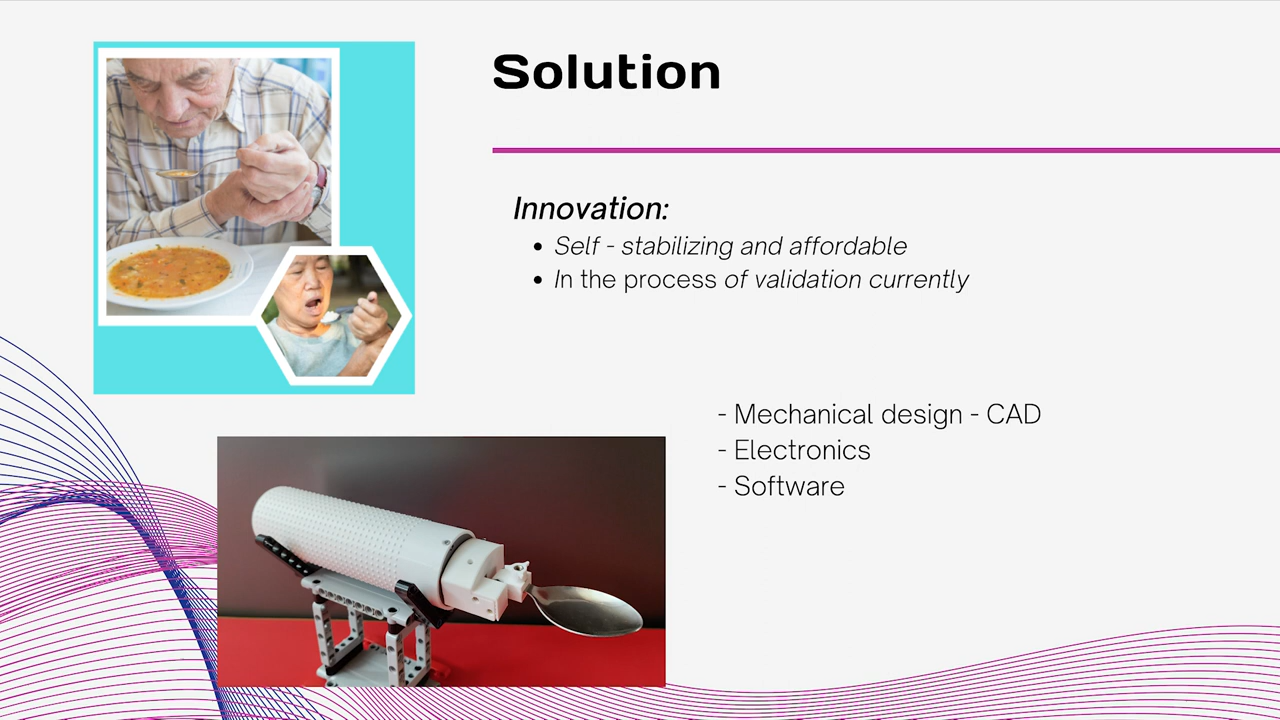 Solution
Innovation:
• Self - stabilizing and affordable
• In the process of validation currently
- Mechanical design - CAD
- Electronics
- Software